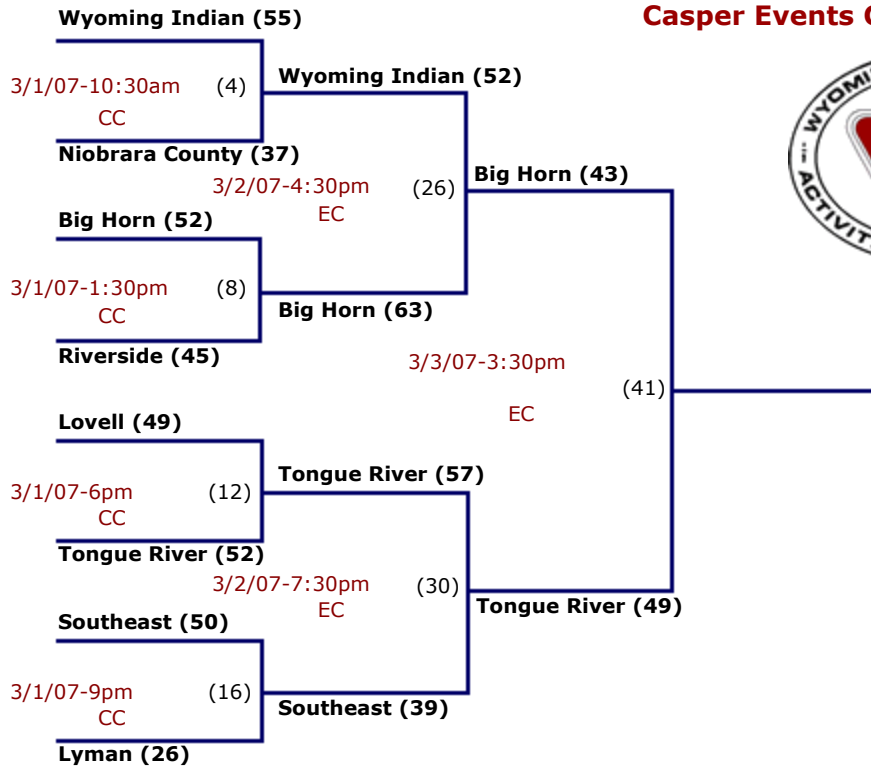 Wyoming Indian (55)
Casper Events
3/1/07-10:30am
(4)
CC
Wyoming Indian (52)
Niobrara County (37)
3/2/07-4:30pm
(26)
EC
Big Horn (43)
Big Horn (52)
3/1/07-1:30pm
(8)
CC
Big Horn (63)
Riverside (45)
3/3/07-3:30pm
(41)
EC
Lovell (49)
3/1/07-6pm
(12)
CC
Tongue River (57)
Tongue River (52)
3/2/07-7:30pm
(30)
EC
Tongue River (49)
Southeast (50)
3/1/07-9pm
(16)
CC
Southeast (39)
Lyman (26)